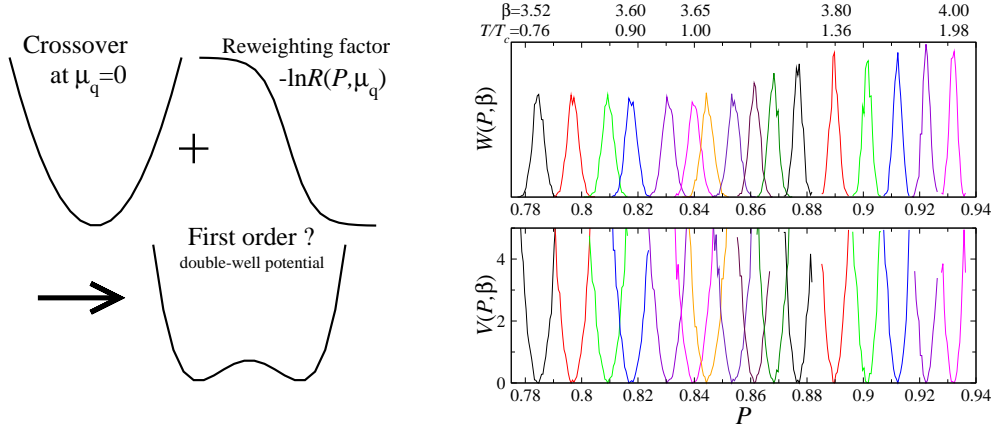 Crossover
at μq=0
Reweighting factor
-lnR(P,μq)
+
First order ?
double-well potential
β=3.52 3.60 3.65 3.80 4.00
T/Tc=0.76 0.90 1.00 1.36 1.98
W(P,β)
0.78 0.8 0.82 0.84 0.86 0.88 0.9 0.92 0.94
4
2
0
V(P,β)
0.78 0.8 0.82 0.84 0.86 0.88 0.9 0.92 0.94
P